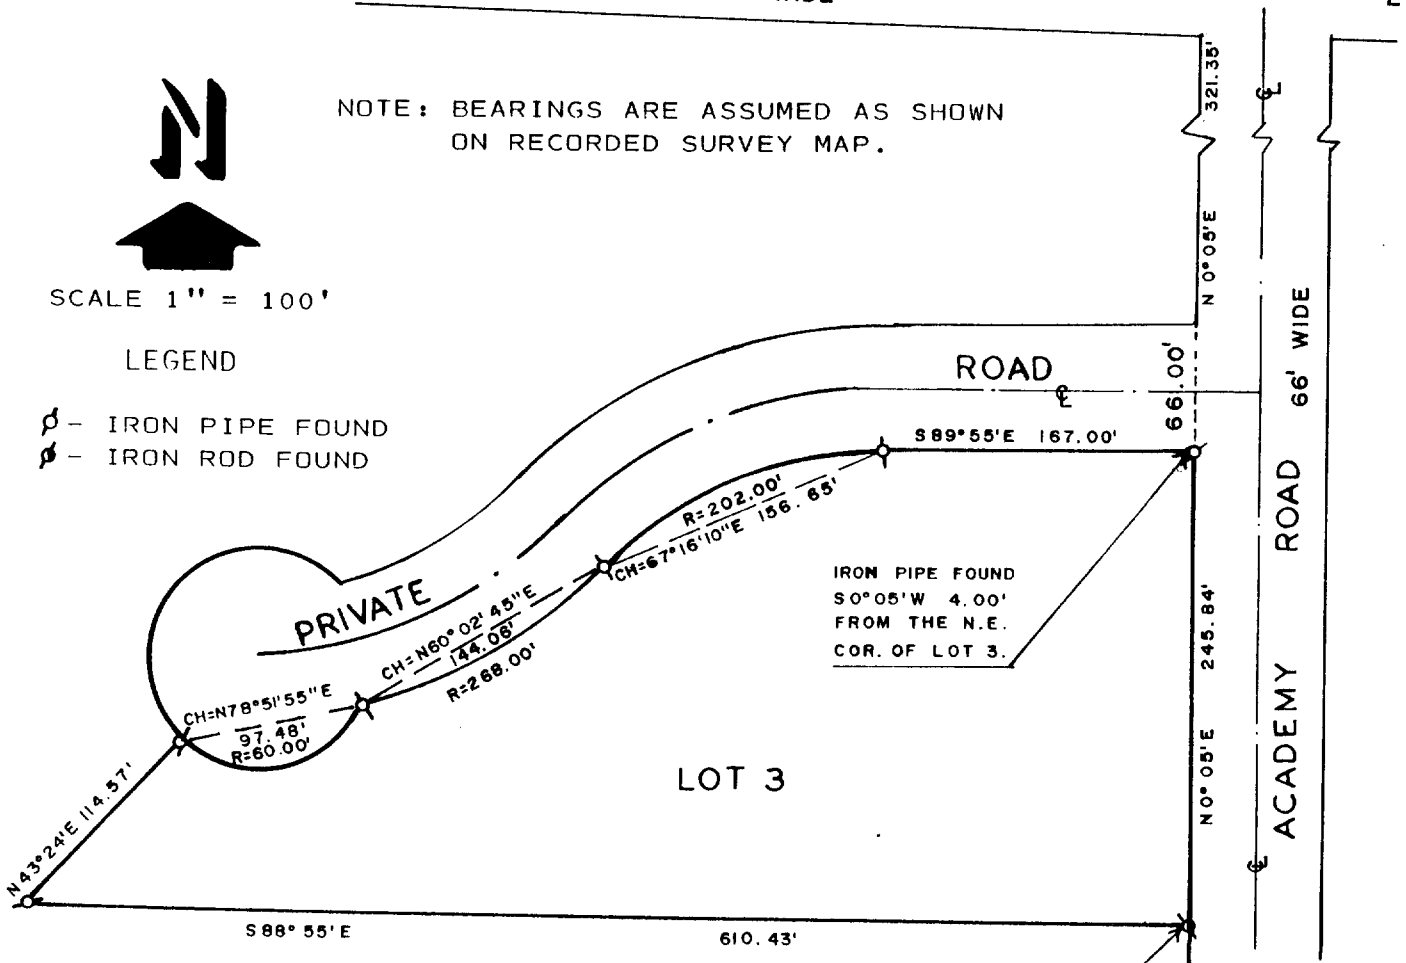 N
NOTE: BEARINGS ARE ASSUMED AS SHOWN
ON RECORDED SURVEY MAP.
SCALE 1" = 100'
LEGEND
- IRON PIPE FOUND
- IRON ROD FOUND
321.35'
N 0°05'E
66' WIDE
ROAD
66.00'
S89°55'E 167.00'
R=202.00'
CH=67°16'10"E 156.65'
PRIVATE
CH=N60°02'45"E
144.06'
R=268.00'
CH=N78°51'55"E
97.48'
R=60.00'
IRON PIPE FOUND
S0°05'W 4.00'
FROM THE N.E.
COR. OF LOT 3.
245.84'
N0°05'E
ACADEMY ROAD
LOT 3
N43°24'E 114.57'
S88°55'E
610.43'